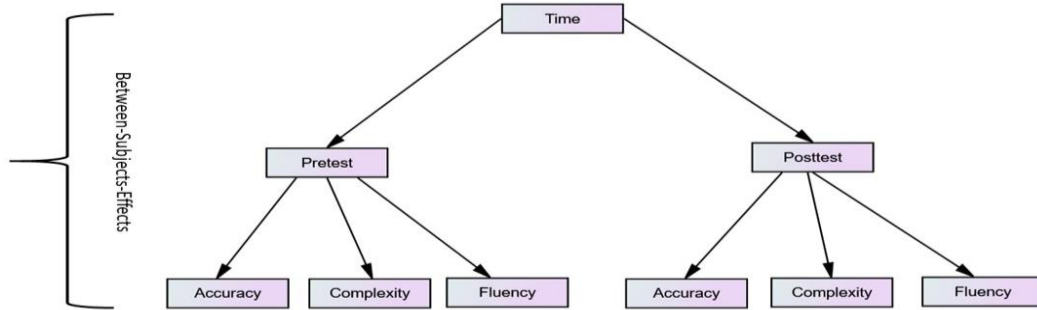 Time
Between-Subjects-Effects
Pretest
Posttest
Accuracy
Complexity
Fluency
Accuracy
Complexity
Fluency